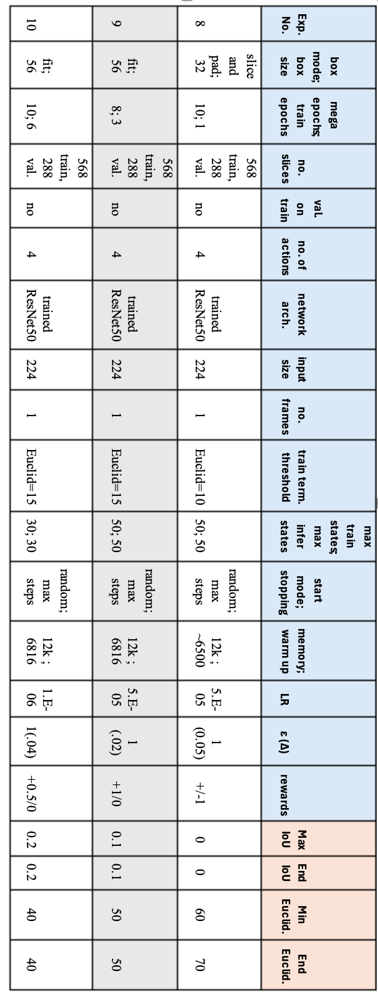 Exp.
No.
box
mode;
box
size
mega
epochs;
train
epochs
no.
slices
val.
on
train
no. of
actions
network
arch.
input
size
no.
frames
train term.
threshold
max
train
states;
max
infer
states
start
mode;
stopping
memory;
warm up
LR
ε (Δ)
rewards
Max
IoU
End
IoU
Min
Euclid.
End
Euclid.
8
slice
and
pad;
32
10; 1
568
train,
288
val.
no
4
trained
ResNet50
224
1
Euclid=10
50; 50
random;
max
steps
12k ;
~6500
5.E-
05
1
(0.05)
+/-1
0
0
60
70
9
fit;
56
8; 3
568
train,
288
val.
no
4
trained
ResNet50
224
1
Euclid=15
50; 50
random;
max
steps
12k ;
6816
5.E-
05
1
(.02)
+1/0
0.1
0.1
50
50
10
fit;
56
10; 6
568
train,
288
val.
no
4
trained
ResNet50
224
1
Euclid=15
30; 30
random;
max
steps
12k ;
6816
1.E-
06
1(.04)
+0.5/0
0.2
0.2
40
40